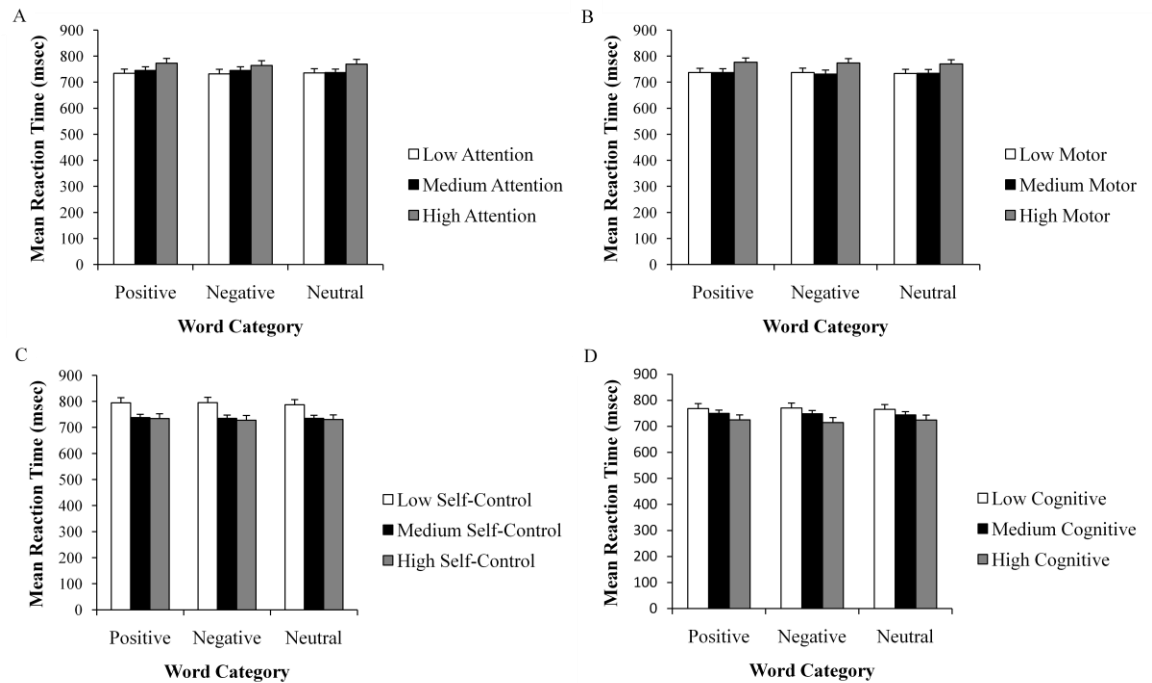 A
Mean Reaction Time (msec)
900
800
700
600
500
400
300
200
100
0
Positive Negative Neutral
Word Category
Low Attention
Medium Attention
High Attention
B
Mean Reaction Time (msec)
900
800
700
600
500
400
300
200
100
0
Positive Negative Neutral
Word Category
Low Motor
Medium Motor
High Motor
C
Mean Reaction Time (msec)
900
800
700
600
500
400
300
200
100
0
Positive Negative Neutral
Word Category
Low Self-Control
Medium Self-Control
High Self-Control
D
Mean Reaction Time (msec)
900
800
700
600
500
400
300
200
100
0
Positive Negative Neutral
Word Category
Low Cognitive
Medium Cognitive
High Cognitive